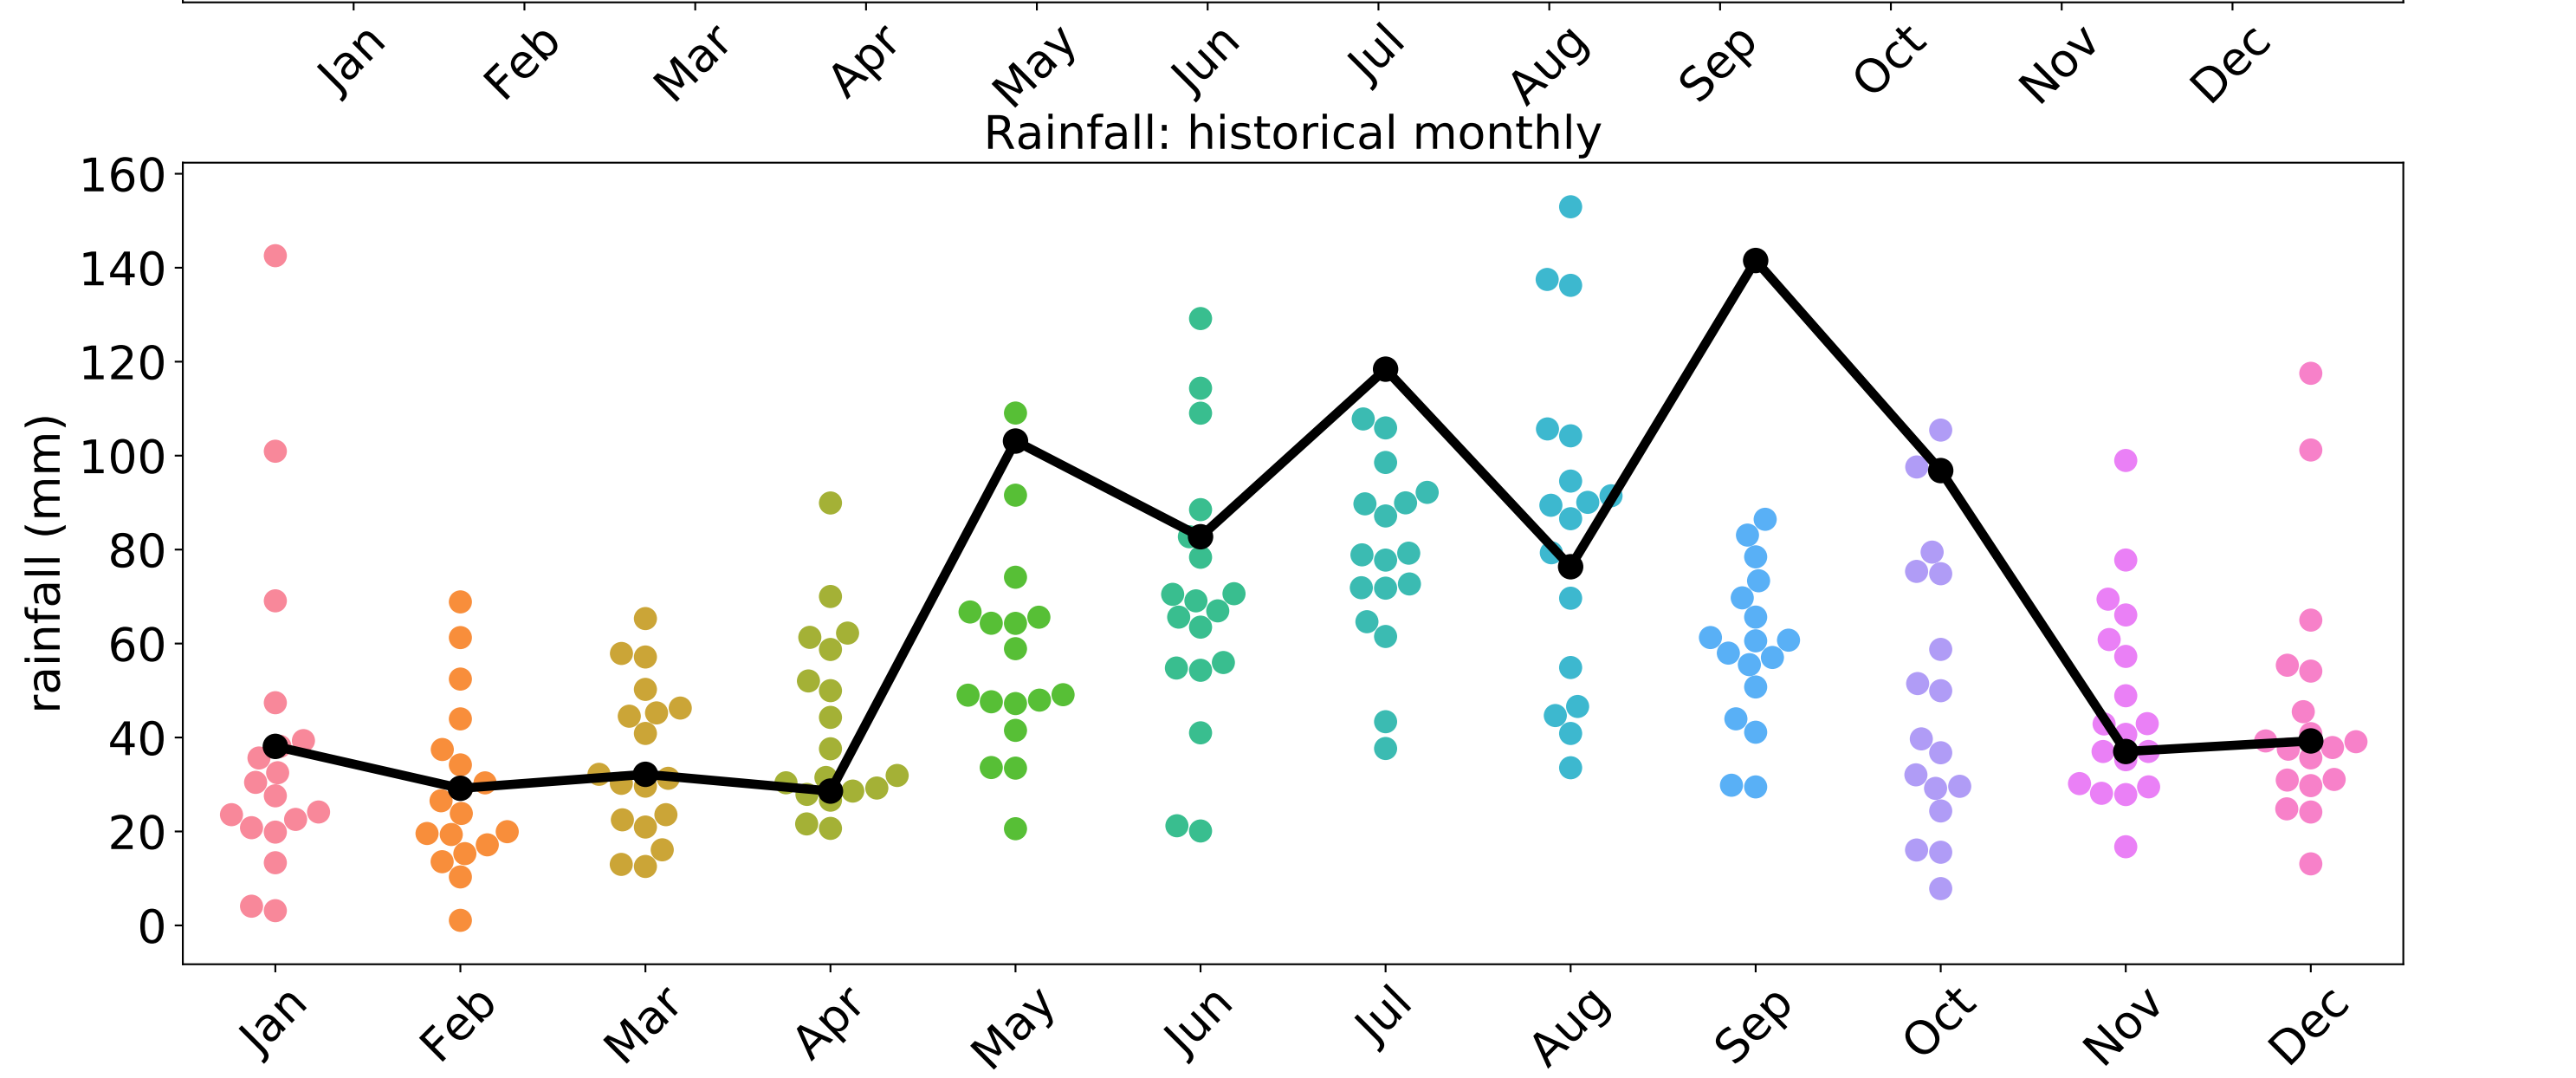 Jan Feb Mar Apr May Jun Jul Aug Sep Oct Nov Dec
Rainfall: historical monthly
rainfall (mm)
160
140
120
100
80
60
40
20
0
Jan Feb Mar Apr May Jun Jul Aug Sep Oct Nov Dec